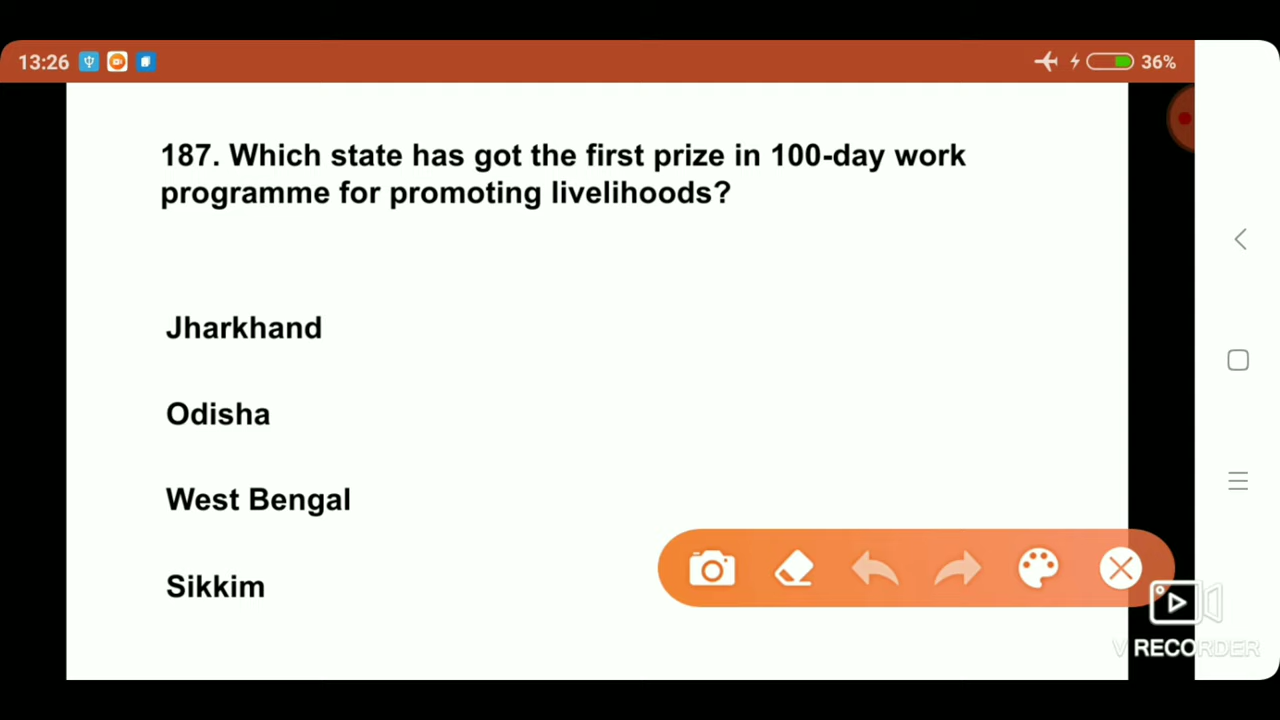 13:26
36%
187. Which state has got the first prize in 100-day work
programme for promoting livelihoods?
Jharkhand
Odisha
West Bengal
Sikkim
V RECORDER